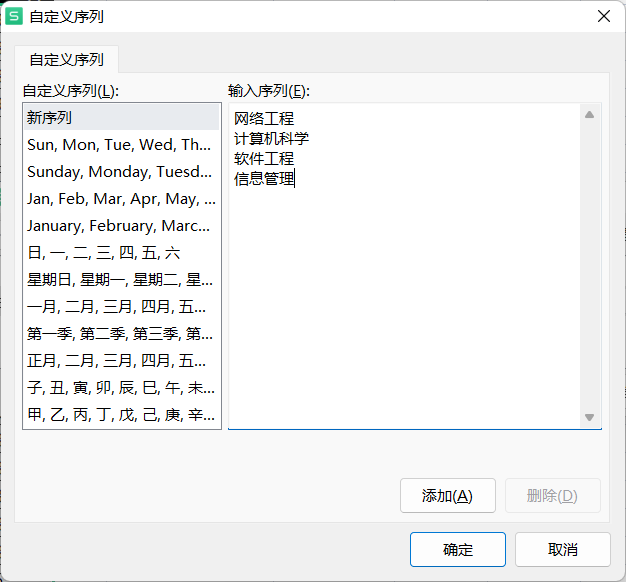 S 自定义序列
自定义序列
自定义序列(L):
新序列
Sun, Mon, Tue, Wed, Th...
Sunday, Monday, Tuesd...
Jan, Feb, Mar, Apr, May, ...
January, February, Marc...
日, 一, 二, 三, 四, 五, 六
星期日, 星期一, 星期二, 星...
一月, 二月, 三月, 四月, 五...
第一季, 第二季, 第三季, 第...
正月, 二月, 三月, 四月, 五...
子, 丑, 寅, 卯, 辰, 巳, 午, 未...
甲, 乙, 丙, 丁, 戊, 己, 庚, 辛...
输入序列(E):
网络工程
计算机科学
软件工程
信息管理
添加(A)
删除(D)
确定
取消